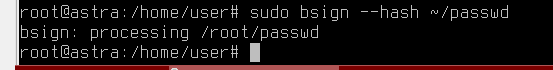 root@astra:/home/user# sudo bsign --hash ~/passwd
bsign: processing /root/passwd
root@astra:/home/user#